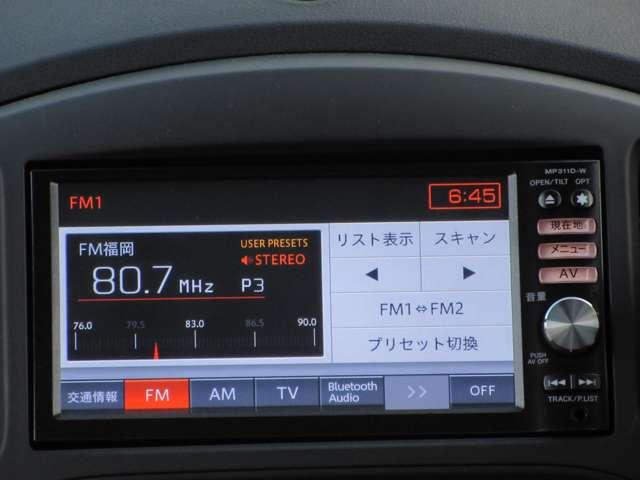 MP311D-W
OPEN/TILT OPT
FM1
6:45
現在地
メニュー
AV
音量
PUSH
AV OFF
TRACK/P.LIST
FM福岡
USER PRESETS
STEREO
80.7 MHz P3
76.0 79.5 83.0 86.5 90.0
リスト表示
スキャン
FM1⇔FM2
プリセット切換
交通情報
FM
AM
TV
Bluetooth
Audio
>>
OFF